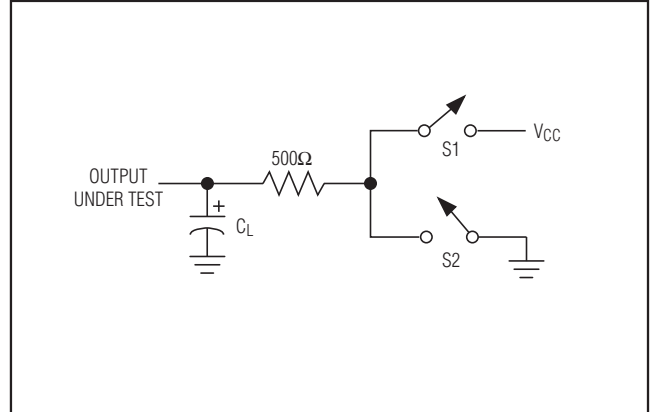 OUTPUT
UNDER TEST
500Ω
+
CL
S1
VCC
S2